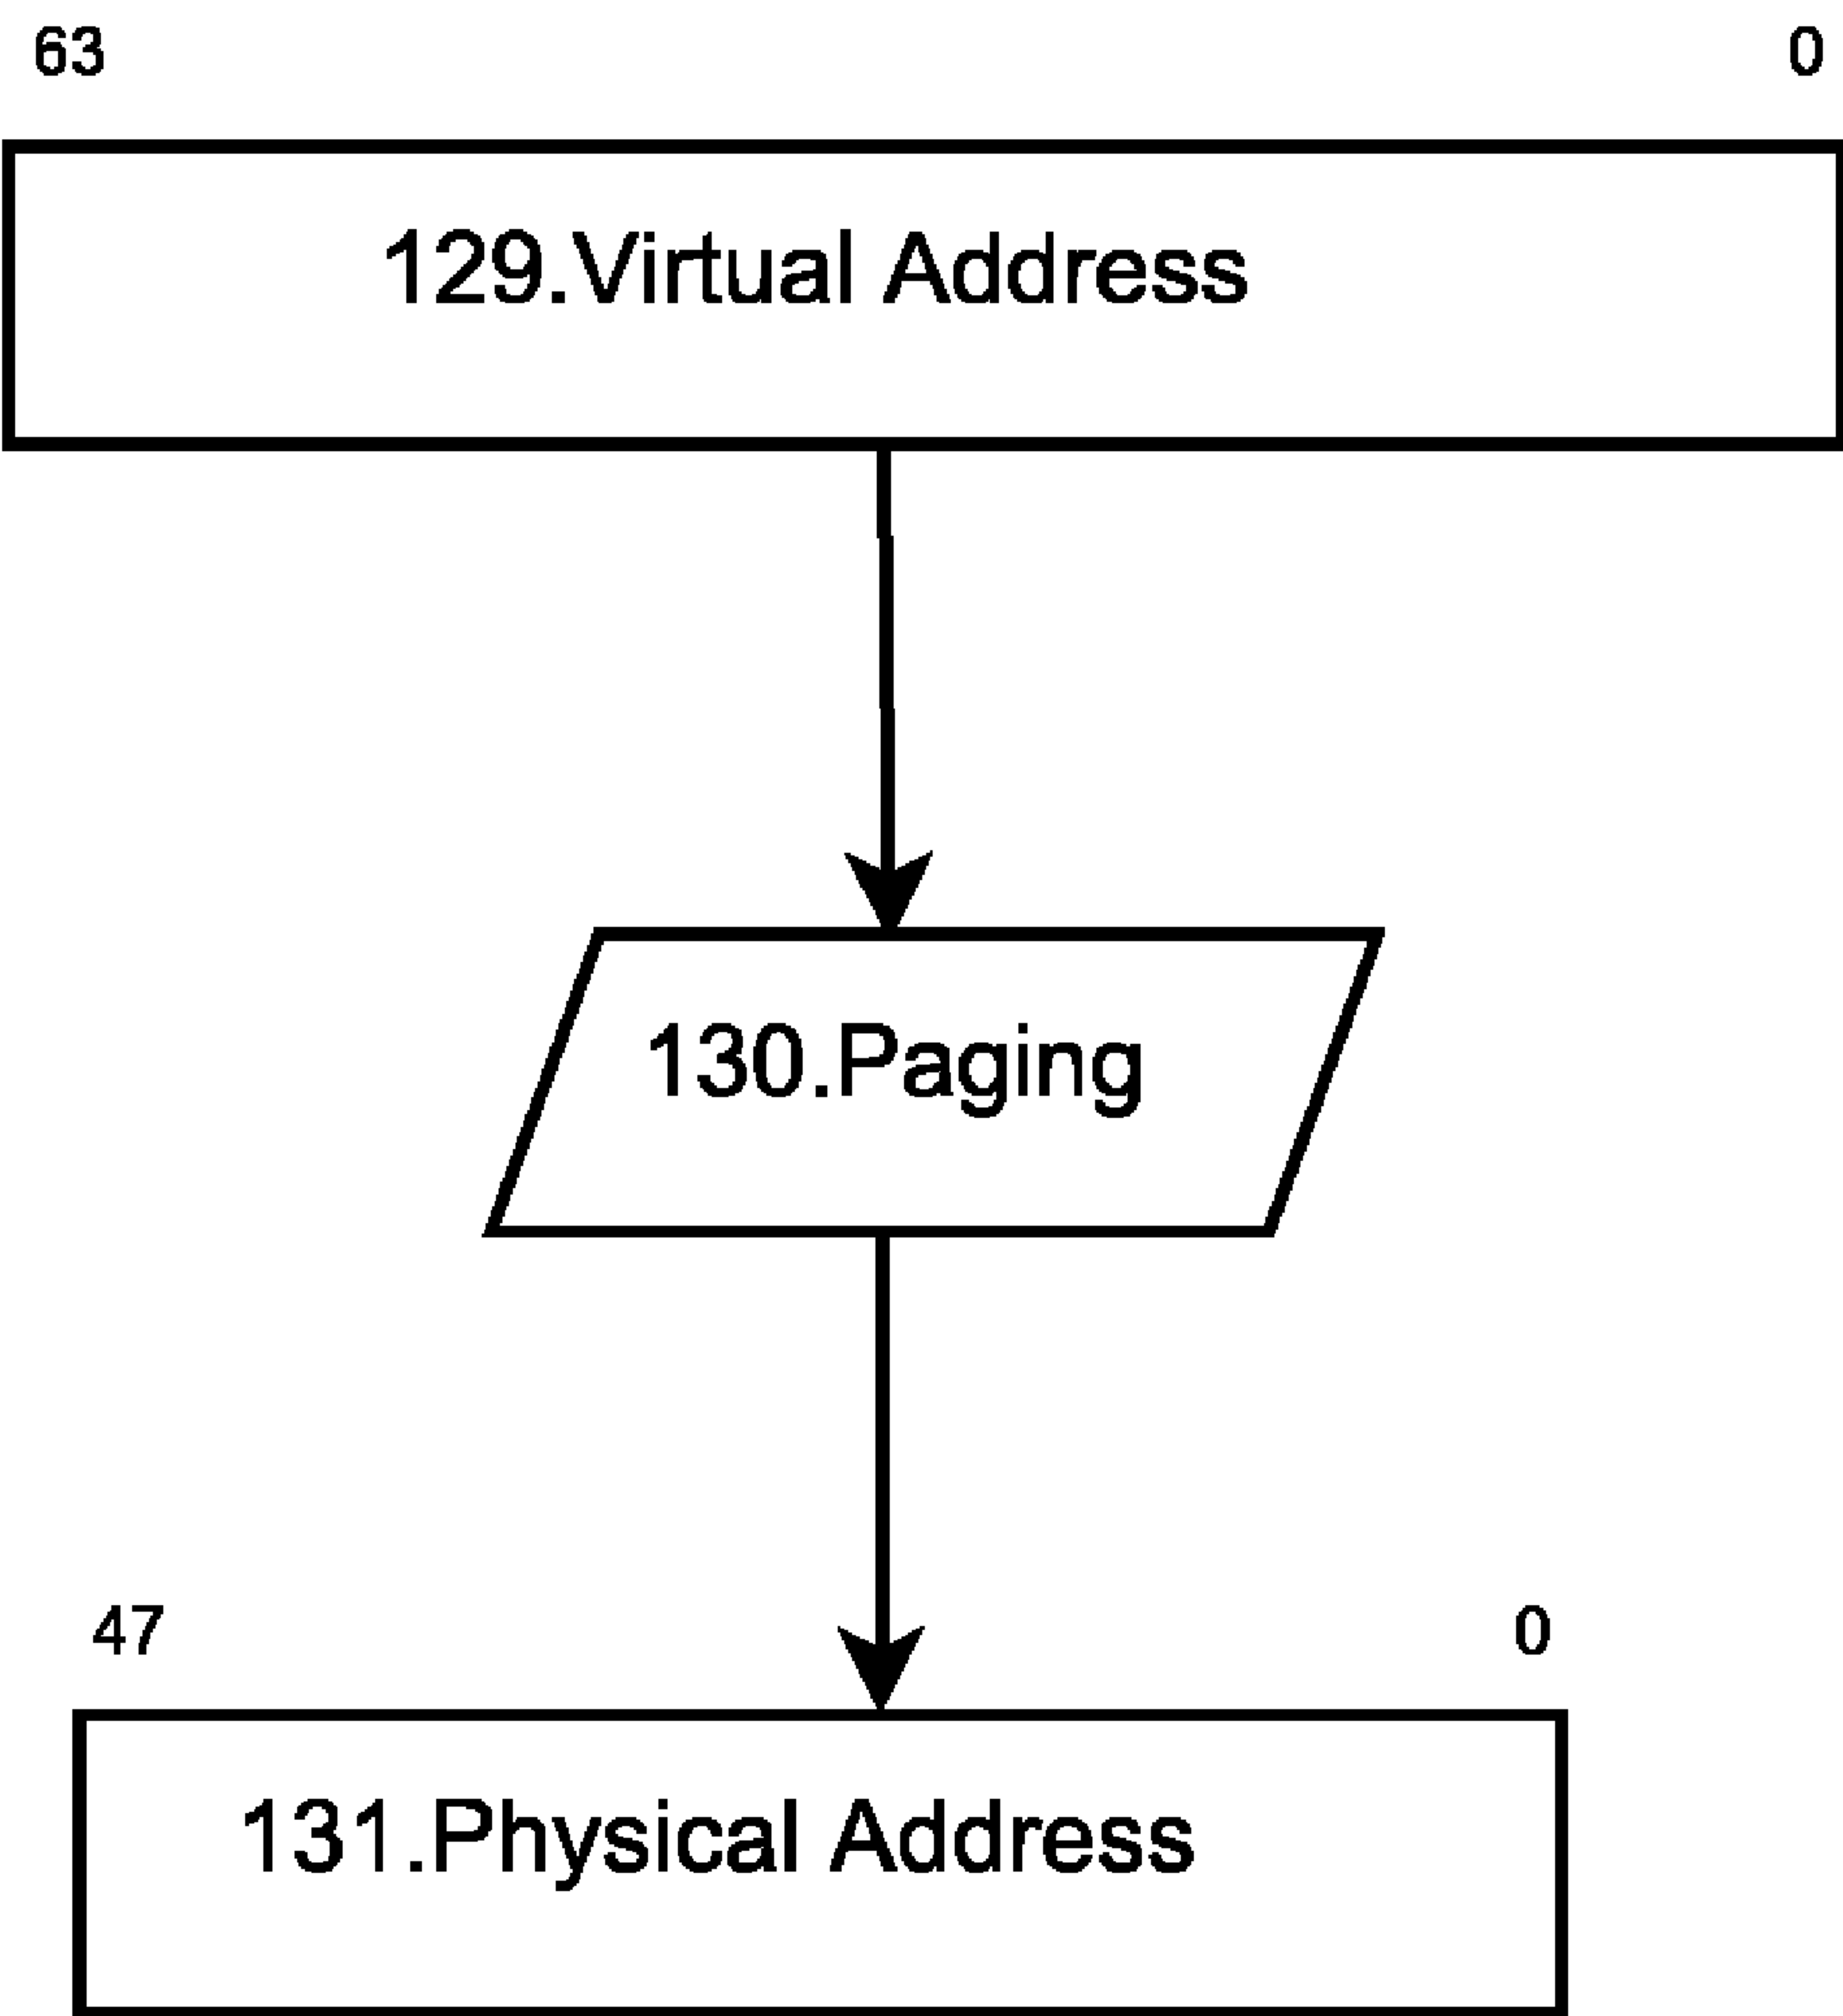 63 0
129.Virtual Address
130.Paging
47 0
131.Physical Address